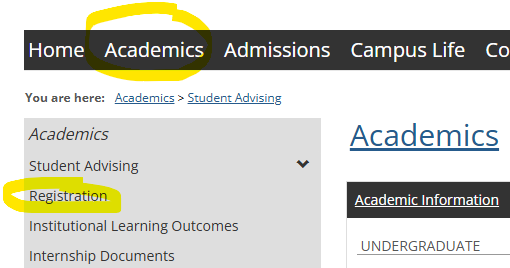 Home Academics Admissions Campus Life Co
You are here: Academics > Student Advising
Academics
Student Advising
Registration
Institutional Learning Outcomes
Internship Documents
Academics
Academic Information
UNDERGRADUATE